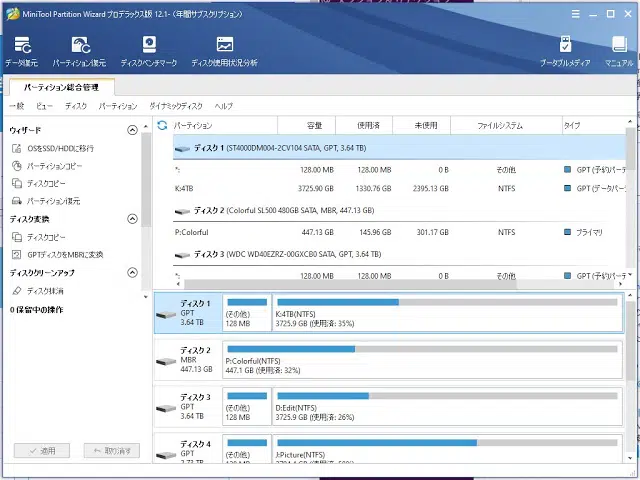 MiniTool Partition Wizard プロデラックス版 12.1- （年間サブスクリプション）
データ復元 パーティション復元 ディスクベンチマーク ディスク使用状況分析 ブータブルメディア マニュアル
パーティション総合管理
一般 ビュー ディスク パーティション ダイナミックディスク ヘルプ
ウィザード
OSをSSD/HDDに移行
パーティションコピー
ディスクコピー
パーティション復元
ディスク変換
ディスクコピー
GPTディスクをMBRに変換
ディスククリーンアップ
ディスク抹消
0 保留中の操作
適用 取り消す
パーティション 容量 使用済 未使用 ファイルシステム タイプ
ディスク 1 (ST4000DM004-2CV104 SATA, GPT, 3.64 TB)
*: 128.00 MB 128.00 MB 0 B その他 GPT (予約パーテ
K:4TB 3725.90 GB 1330.76 GB 2395.13 GB NTFS GPT (データパー
ディスク 2 (Colorful SL500 480GB SATA, MBR, 447.13 GB)
P:Colorful 447.13 GB 145.96 GB 301.17 GB NTFS プライマリ
ディスク 3 (WDC WD40EZRZ-00GXCB0 SATA, GPT, 3.64 TB)
*: 128.00 MB 128.00 MB 0 B その他 GPT (予約パーテ
ディスク 1
GPT
3.64 TB
(その他)
128 MB
K:4TB(NTFS)
3725.9 GB (使用済: 35%)
ディスク 2
MBR
447.13 GB
P:Colorful(NTFS)
447.1 GB (使用済: 32%)
ディスク 3
GPT
3.64 TB
(その他)
128 MB
D:Edit(NTFS)
3725.9 GB (使用済: 26%)
ディスク 4
GPT
(その他)
J:Picture(NTFS)